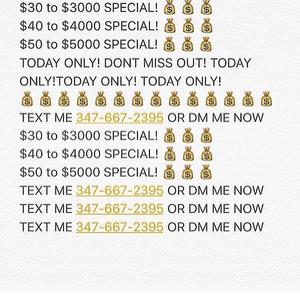 $30 to $3000 SPECIAL! 💰💰💰
$40 to $4000 SPECIAL! 💰💰💰
$50 to $5000 SPECIAL! 💰💰💰
TODAY ONLY! DONT MISS OUT! TODAY
ONLY!TODAY ONLY! TODAY ONLY!
💰💰💰💰💰💰💰💰💰💰💰💰💰
TEXT ME 347-667-2395 OR DM ME NOW
$30 to $3000 SPECIAL! 💰💰💰
$40 to $4000 SPECIAL! 💰💰💰
$50 to $5000 SPECIAL! 💰💰💰
TEXT ME 347-667-2395 OR DM ME NOW
TEXT ME 347-667-2395 OR DM ME NOW
TEXT ME 347-667-2395 OR DM ME NOW